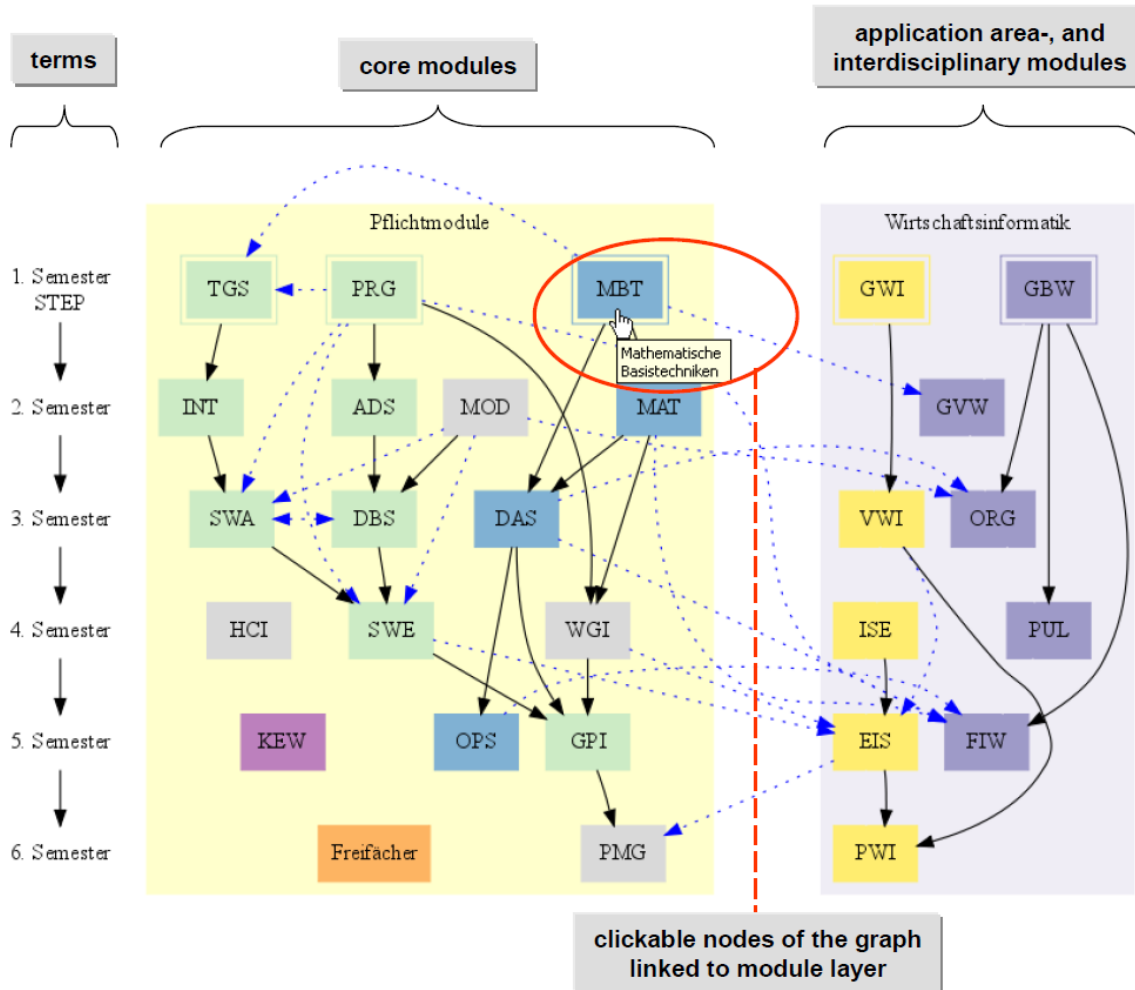 terms
core modules
application area-, and
interdisciplinary modules
Pflichtmodule
Wirtschaftsinformatik
1. Semester
STEP
TGS
PRG
MBT
GWI
GBW
Mathematische
Basistechniken
2. Semester
INT
ADS
MOD
MAT
GVW
3. Semester
SWA
DBS
DAS
VWI
ORG
4. Semester
HCI
SWE
WGI
ISE
PUL
5. Semester
KEW
OPS
GPI
EIS
FIW
6. Semester
Freifächer
PMG
PWI
clickable nodes of the graph
linked to module layer